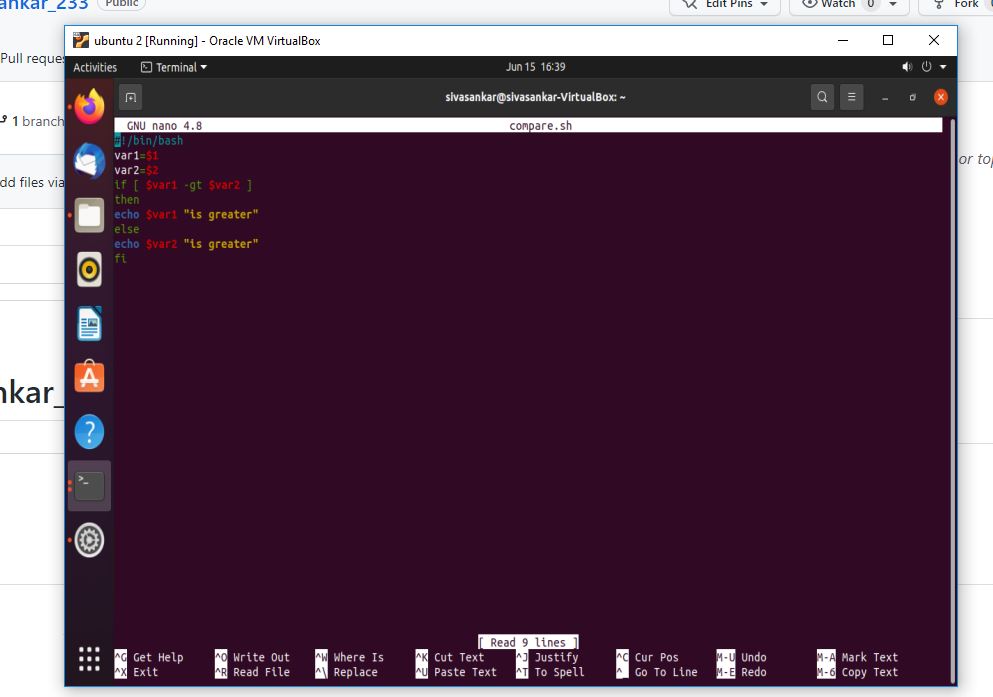 ankar_233 Public
Edit Pins Watch 0 Fork
ubuntu 2 [Running] - Oracle VM VirtualBox
Pull reque
Activities Terminal Jun 15 16:39
sivasankar@sivasankar-VirtualBox: ~
1 branch
GNU nano 4.8 compare.sh
#!/bin/bash
var1=$1
or to
var2=$2
dd files via
if [ $var1 -gt $var2 ]
then
echo $var1 "is greater"
else
echo $var2 "is greater"
fi
nkar_
[ Read 9 lines ]
^G Get Help ^O Write Out ^W Where Is ^K Cut Text ^J Justify ^C Cur Pos M-U Undo M-A Mark Text
^X Exit ^R Read File ^\ Replace ^U Paste Text ^T To Spell ^_ Go To Line M-E Redo M-6 Copy Text